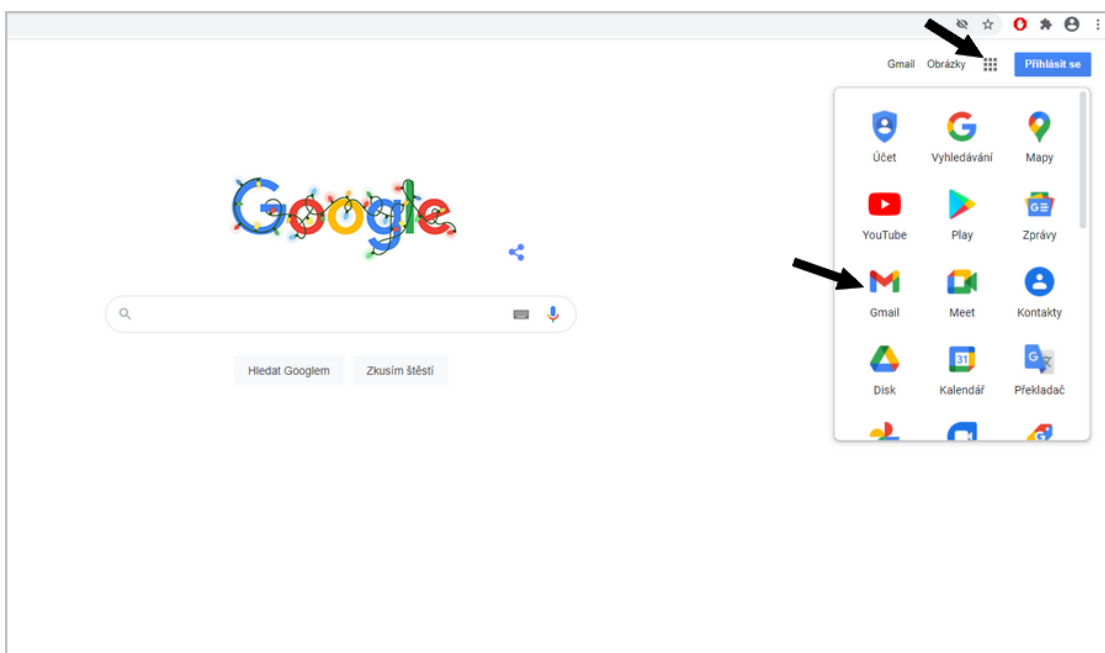 Gmail Obrázky Přihlásit se
Účet Vyhledávání Mapy
Google
YouTube Play Zprávy
Gmail Meet Kontakty
Hledat Googlem Zkusím štěstí
31 G
Disk Kalendář Překladač